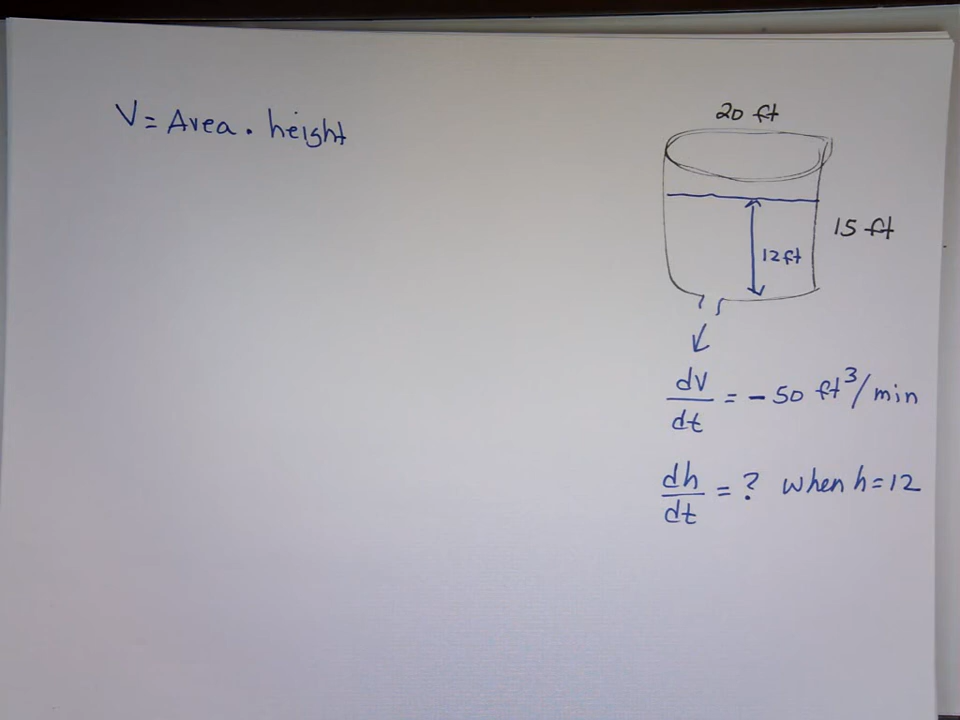 V = Area . height
20 ft
15 ft
12 ft
dv/dt = - 50 ft³/min
dh/dt = ? when h = 12